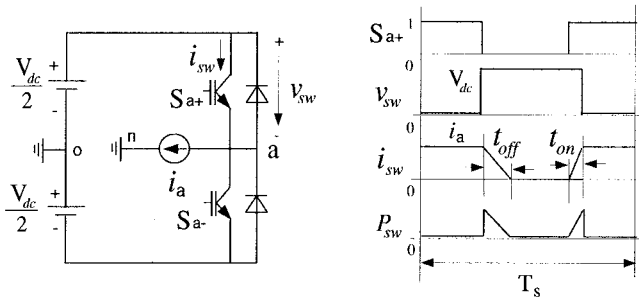 V_dc
2
+
-
V_dc
2
+
-
o
n
i_sw
S_a+
+
v_sw
-
a
i_a
S_a-
S_a+
1
0
V_dc
v_sw
0
i_a
t_off
t_on
i_sw
0
P_sw
0
T_s